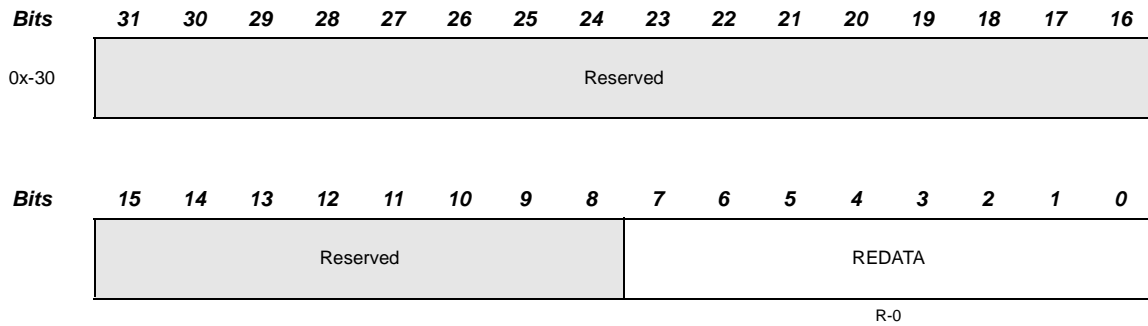 Bits 31 30 29 28 27 26 25 24 23 22 21 20 19 18 17 16
0x-30 Reserved
Bits 15 14 13 12 11 10 9 8 7 6 5 4 3 2 1 0
Reserved REDATA
R-0